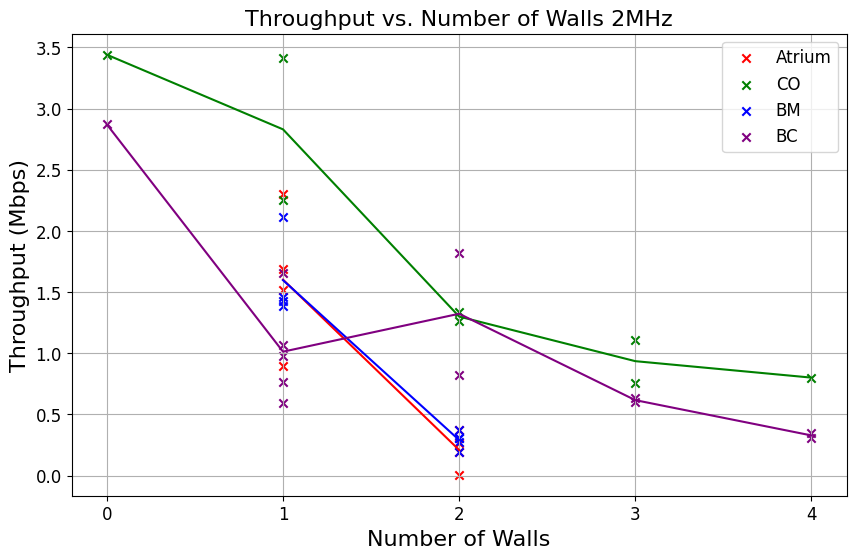 Throughput vs. Number of Walls 2MHz
Atrium
CO
BM
BC
Throughput (Mbps)
3.5
3.0
2.5
2.0
1.5
1.0
0.5
0.0
0 1 2 3 4
Number of Walls